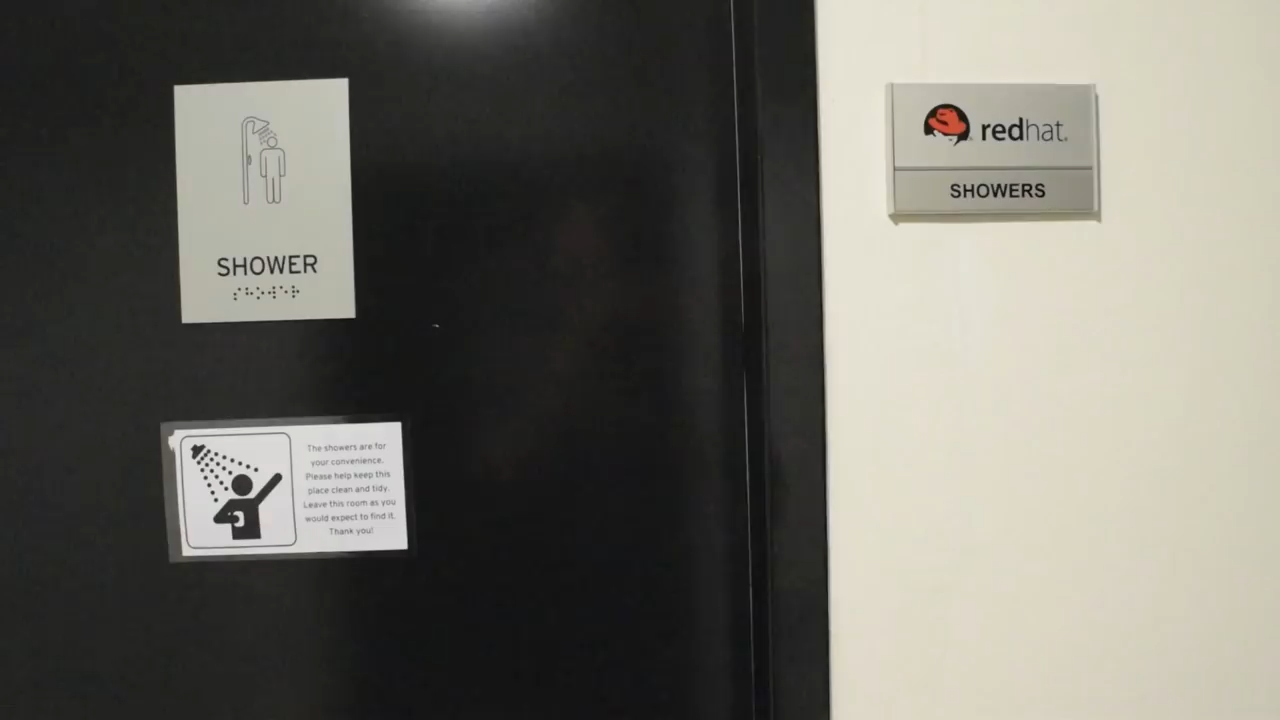 SHOWER
⠎⠓⠕⠺⠑⠗
The showers are for
your convenience.
Please help keep this
place clean and tidy.
Leave this room as you
would expect to find it.
Thank you!
redhat.
SHOWERS